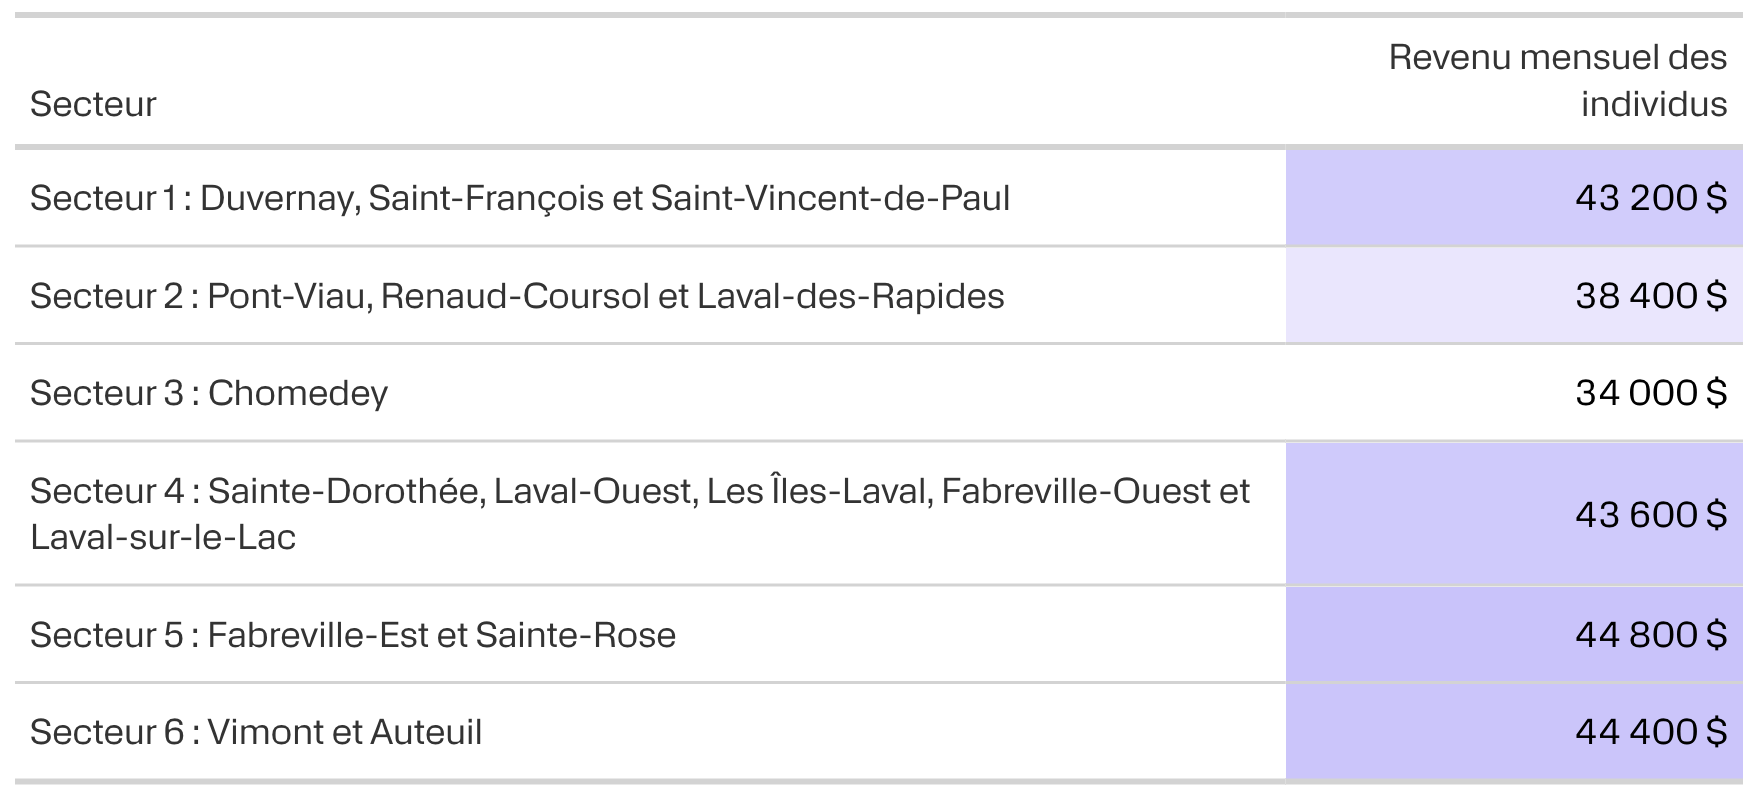 Secteur
Revenu mensuel des
individus
Secteur 1 : Duvernay, Saint-François et Saint-Vincent-de-Paul
43 200 $
Secteur 2 : Pont-Viau, Renaud-Coursol et Laval-des-Rapides
38 400 $
Secteur 3 : Chomedey
34 000 $
Secteur 4 : Sainte-Dorothée, Laval-Ouest, Les Îles-Laval, Fabreville-Ouest et
Laval-sur-le-Lac
43 600 $
Secteur 5 : Fabreville-Est et Sainte-Rose
44 800 $
Secteur 6 : Vimont et Auteuil
44 400 $